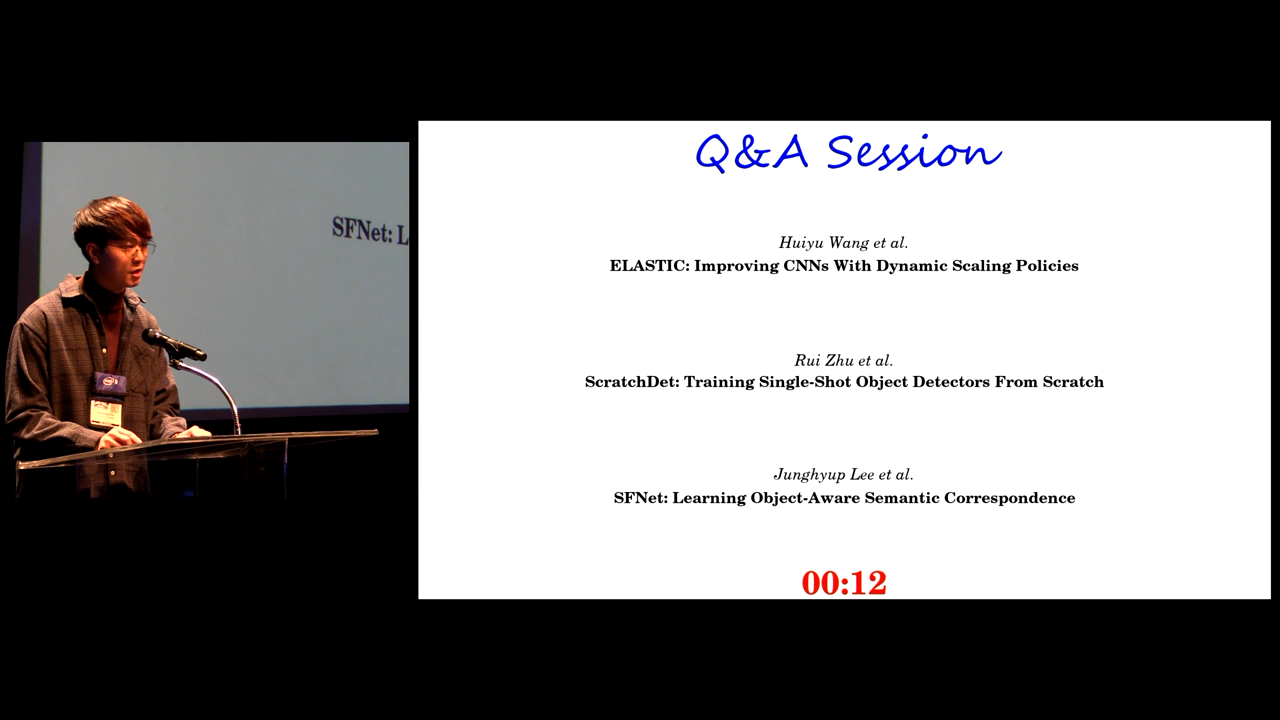 SFNet: L
Q&A Session
Huiyu Wang et al.
ELASTIC: Improving CNNs With Dynamic Scaling Policies
Rui Zhu et al.
ScratchDet: Training Single-Shot Object Detectors From Scratch
Junghyup Lee et al.
SFNet: Learning Object-Aware Semantic Correspondence
00:12